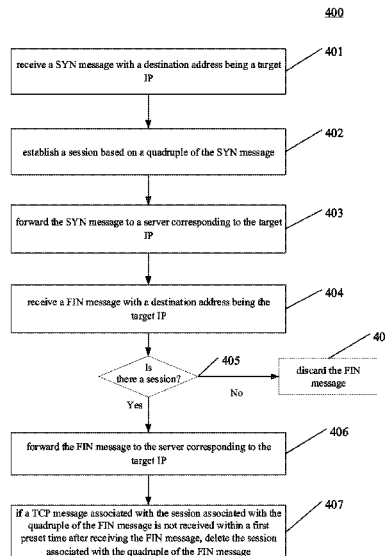 400
401
receive a SYN message with a destination address being a target
IP
402
establish a session based on a quadruple of the SYN message
403
forward the SYN message to a server corresponding to the target
IP
404
receive a FIN message with a destination address being the
target IP
405
Is
there a session?
No
Yes
40
discard the FIN
message
406
forward the FIN message to the server corresponding to the
target IP
407
if a TCP message associated with the session associated with the
quadruple of the FIN message is not received within a first
preset time after receiving the FIN message, delete the session
associated with the quadruple of the FIN message